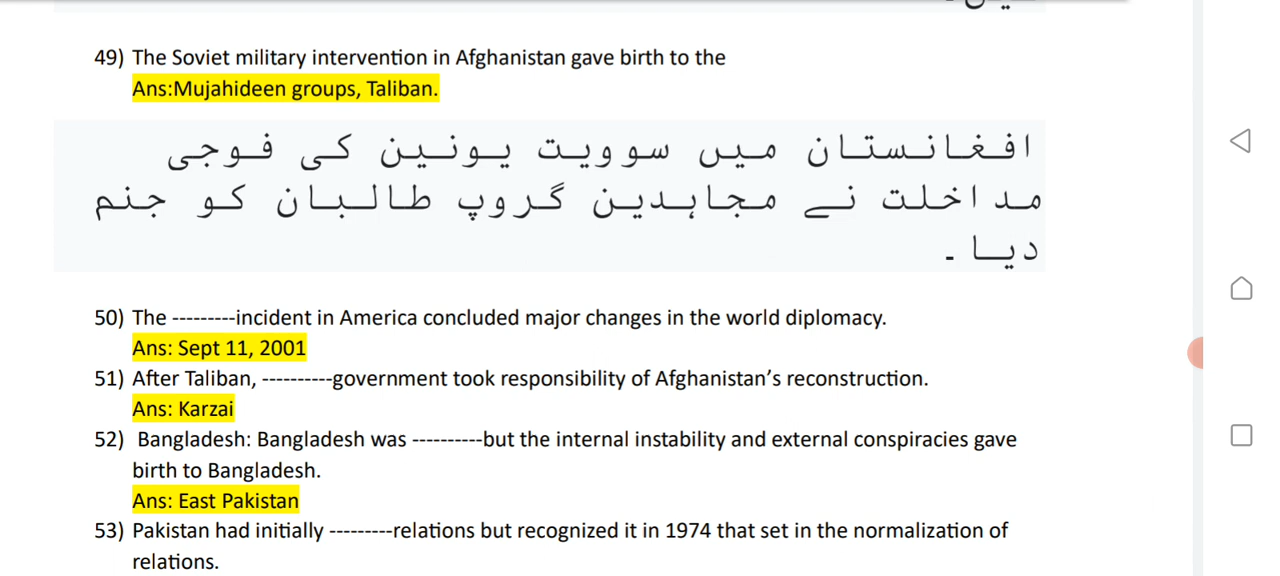 49) The Soviet military intervention in Afghanistan gave birth to the
Ans:Mujahideen groups, Taliban.
افغانستان میں سوویت یونین کی فوجی
مداخلت نے مجاہدین گروپ طالبان کو جنم
دیا۔
50) The ---------incident in America concluded major changes in the world diplomacy.
Ans: Sept 11, 2001
51) After Taliban, ----------government took responsibility of Afghanistan’s reconstruction.
Ans: Karzai
52) Bangladesh: Bangladesh was ----------but the internal instability and external conspiracies gave
birth to Bangladesh.
Ans: East Pakistan
53) Pakistan had initially ---------relations but recognized it in 1974 that set in the normalization of
relations.